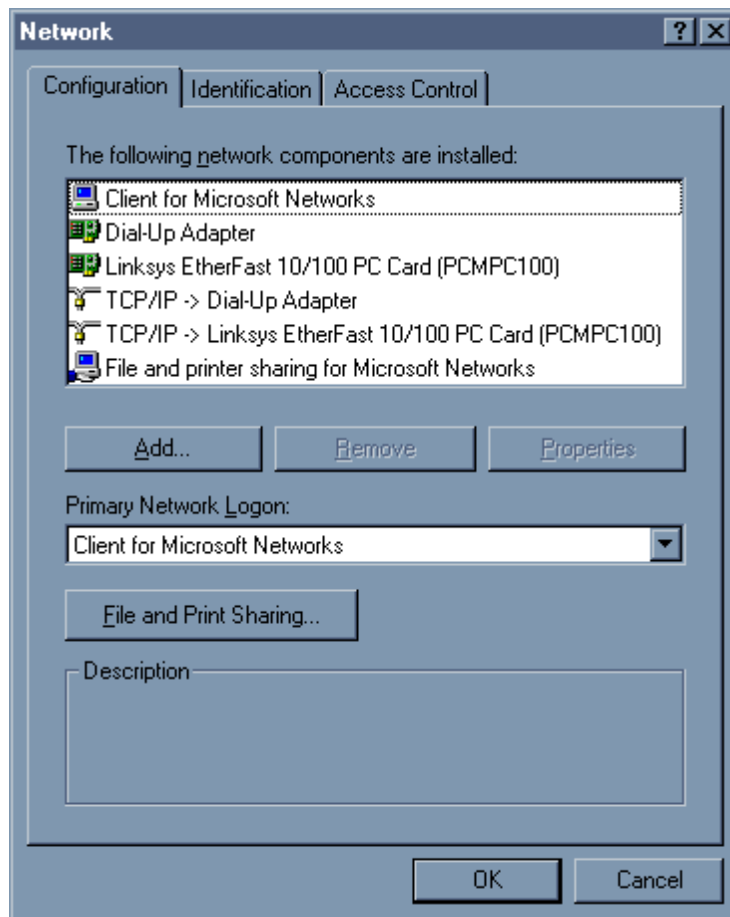 Network
Configuration Identification Access Control
The following network components are installed:
Client for Microsoft Networks
Dial-Up Adapter
Linksys EtherFast 10/100 PC Card (PCMPC100)
TCP/IP -> Dial-Up Adapter
TCP/IP -> Linksys EtherFast 10/100 PC Card (PCMPC100)
File and printer sharing for Microsoft Networks
Add... Remove Properties
Primary Network Logon:
Client for Microsoft Networks
File and Print Sharing...
Description
OK Cancel